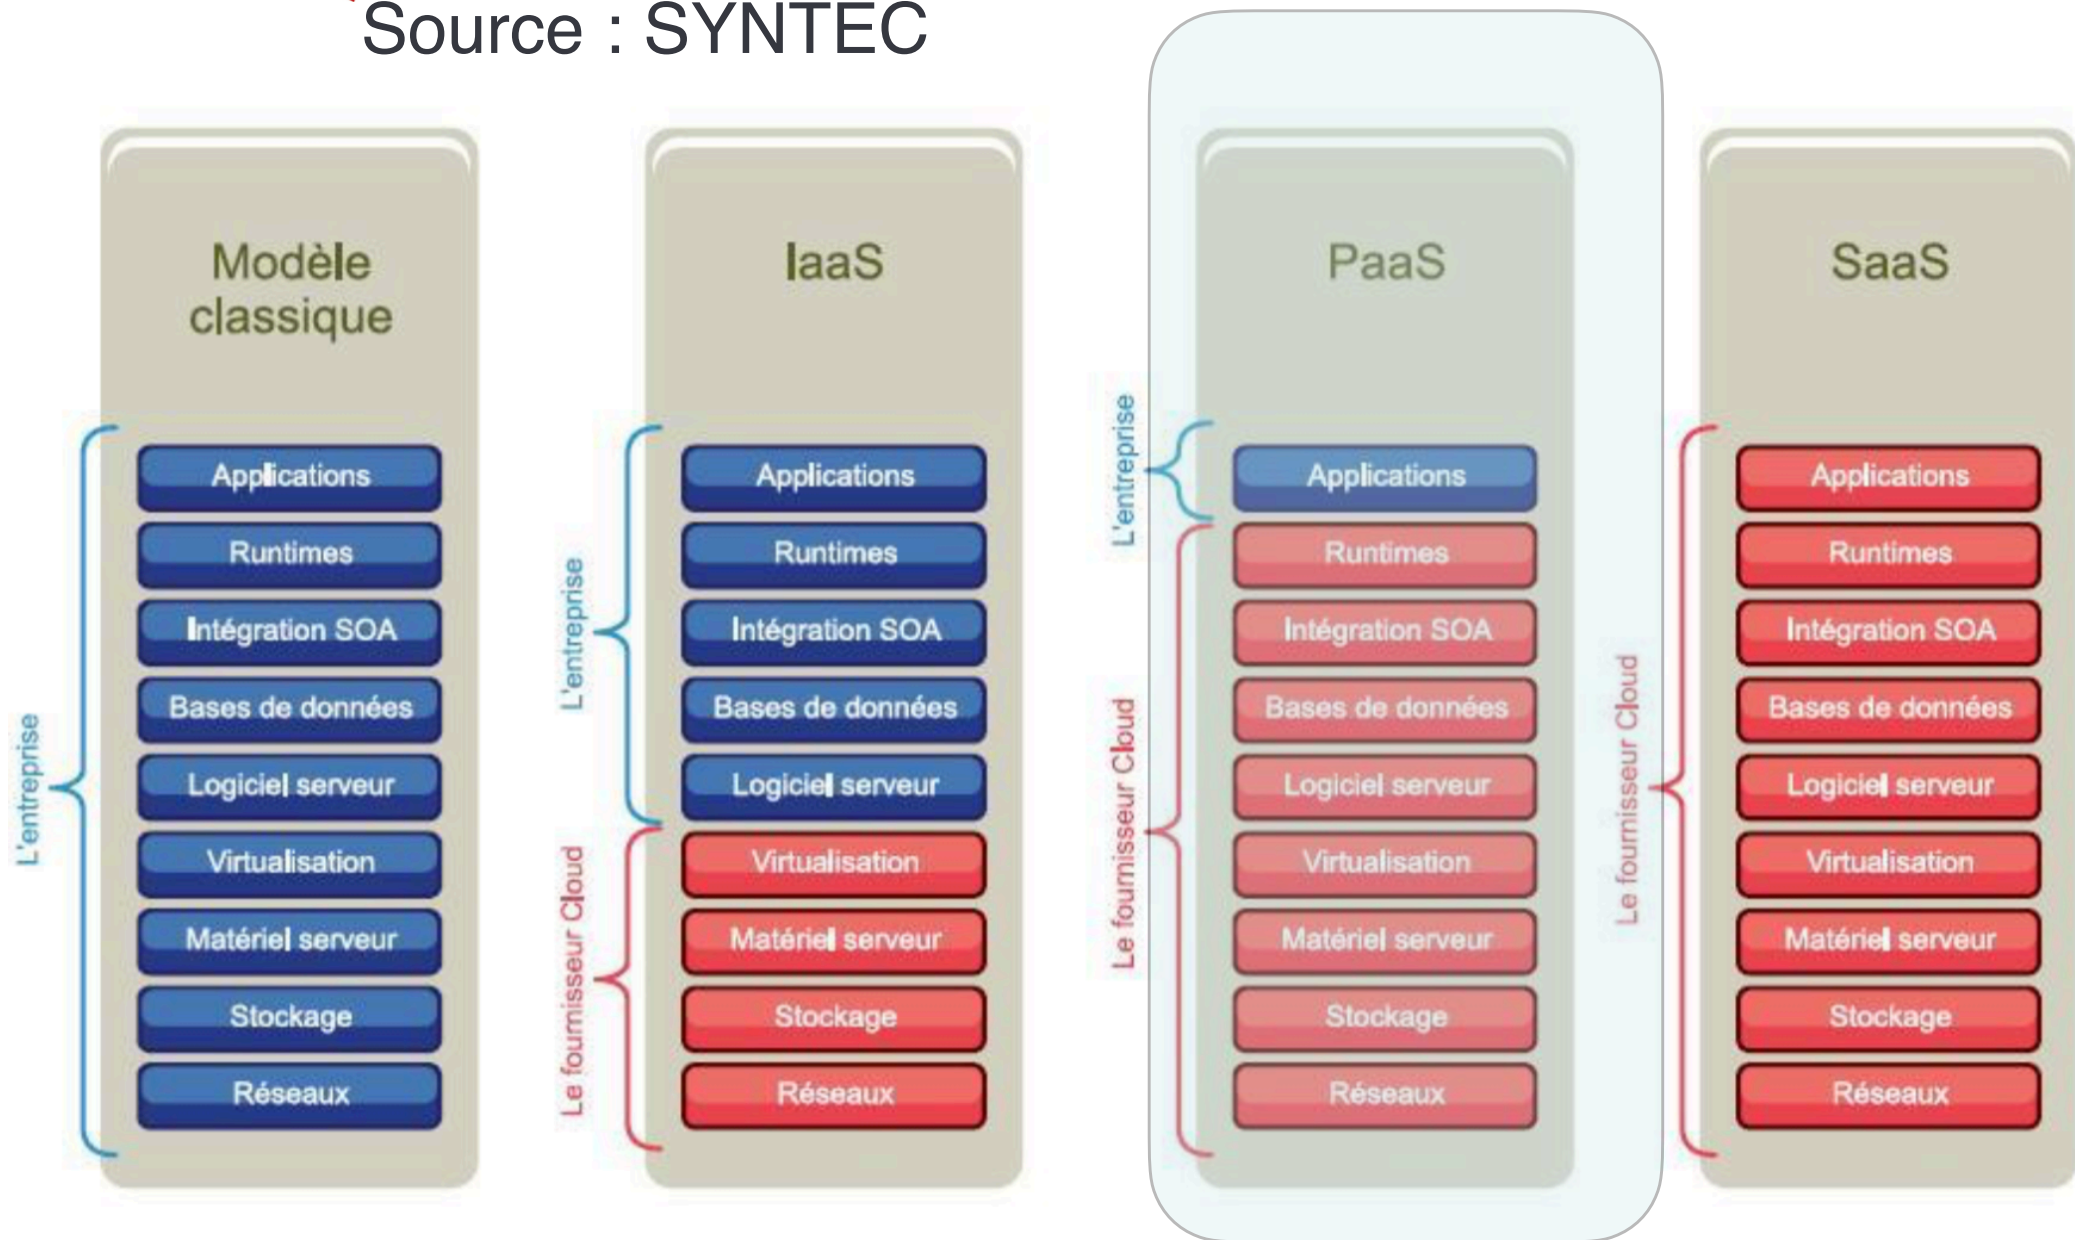 Source : SYNTEC
Modèle
classique
L'entreprise
Applications
Runtimes
Intégration SOA
Bases de données
Logiciel serveur
Virtualisation
Matériel serveur
Stockage
Réseaux
IaaS
L'entreprise
Le fournisseur Cloud
Applications
Runtimes
Intégration SOA
Bases de données
Logiciel serveur
Virtualisation
Matériel serveur
Stockage
Réseaux
PaaS
L'entreprise
Le fournisseur Cloud
Applications
Runtimes
Intégration SOA
Bases de données
Logiciel serveur
Virtualisation
Matériel serveur
Stockage
Réseaux
SaaS
Le fournisseur Cloud
Applications
Runtimes
Intégration SOA
Bases de données
Logiciel serveur
Virtualisation
Matériel serveur
Stockage
Réseaux